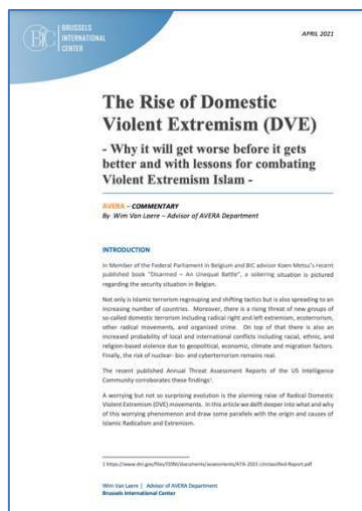 BRUSSELS
INTERNATIONAL
CENTER
APRIL 2021
The Rise of Domestic
Violent Extremism (DVE)
- Why it will get worse before it gets
better and with lessons for combating
Violent Extremism Islam -
AVERA – COMMENTARY
By Wim Van Laere – Advisor of AVERA Department
INTRODUCTION
In Member of the Federal Parliament in Belgium and BIC advisor Koen Metsu's recent
published book "Disarmed – An Unequal Battle", a sobering situation is pictured
regarding the security situation in Belgian.
Not only is Islamic terrorism regrouping and shifting tactics but is also spreading to an
increasing number of countries. Moreover, there is a rising threat of new groups of
so-called domestic terrorism including radical right and left extremism, ecoterrorism,
other radical movements, and organized crime. On top of that there is also an
increased probability of local and international conflicts including racial, ethnic, and
religion-based violence due to geopolitical, economic, climate and migration factors.
Finally, the risk of nuclear- bio- and cyberterrorism remains real.
The recent published Annual Threat Assessment Reports of the US Intelligence
Community corroborates these findings¹.
A worrying but not so surprising evolution is the alarming raise of Radical Domestic
Violent Extremism (DVE) movements. In this article we delft deeper into what and why
of this worrying phenomenon and draw some parallels with the origin and causes of
Islamic Radicalism and Extremism.
Wim Van Laere | Advisor of AVERA Department
Brussels International Center